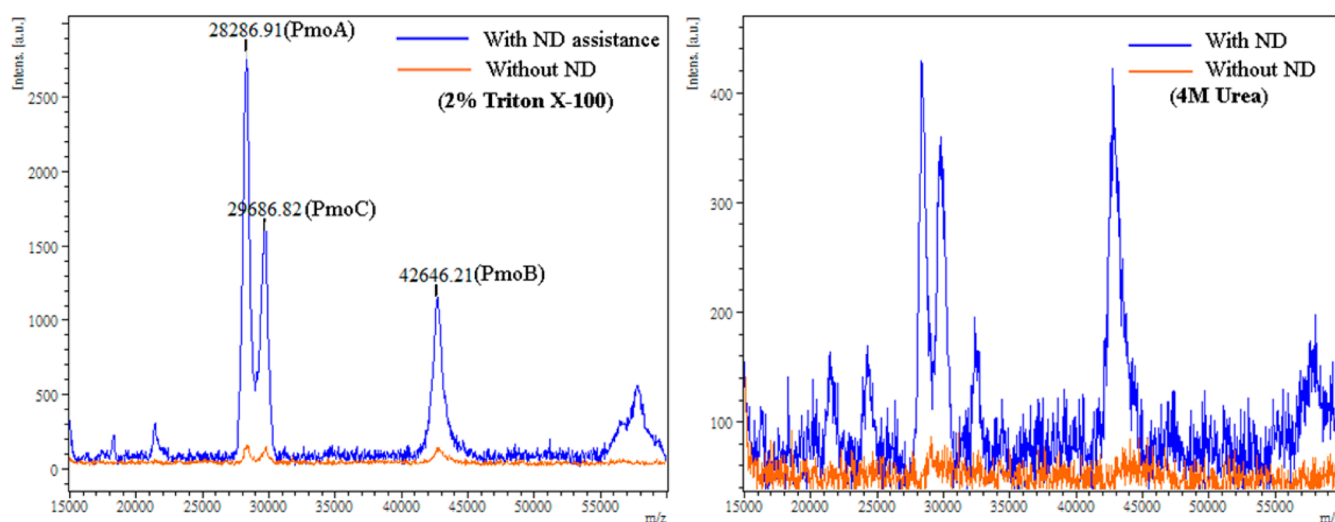 Intens. [a.u.]
28286.91(PmoA)
With ND assistance
Without ND
(2% Triton X-100)
2500
2000
29686.82(PmoC)
1500
42646.21(PmoB)
1000
500
0
15000 20000 25000 30000 35000 40000 45000 50000 55000
m/z
Intens. [a.u.]
With ND
Without ND
(4M Urea)
400
300
200
100
15000 20000 25000 30000 35000 40000 45000 50000 55000
m/